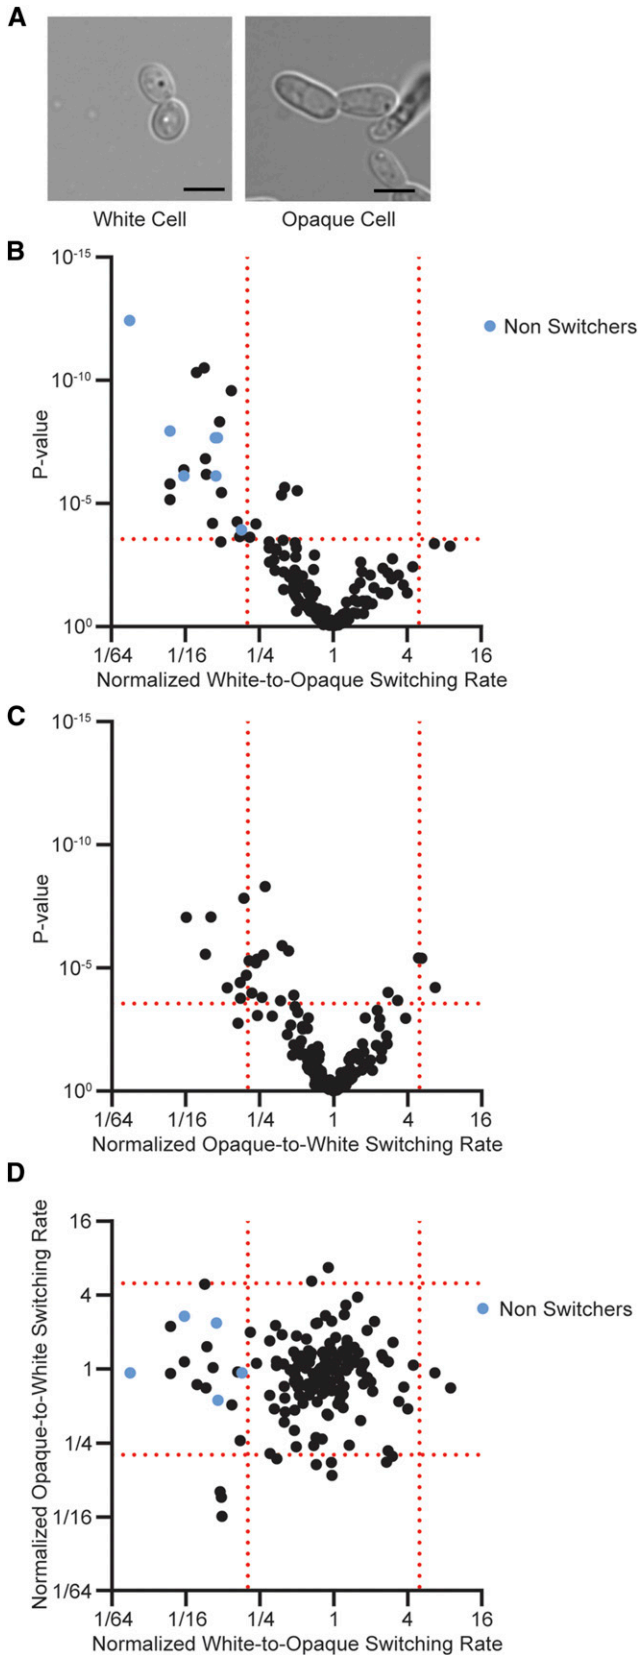 A
White Cell
Opaque Cell
B
10-15
10-10
10-5
100
P-value
Non Switchers
1/64
1/16
1/4
1
4
16
Normalized White-to-Opaque Switching Rate
C
10-15
10-10
10-5
100
P-value
1/64
1/16
1/4
1
4
16
Normalized Opaque-to-White Switching Rate
D
16
4
1
1/4
1/16
1/64
Normalized Opaque-to-White Switching Rate
Non Switchers
1/64
1/16
1/4
1
4
16
Normalized White-to-Opaque Switching Rate